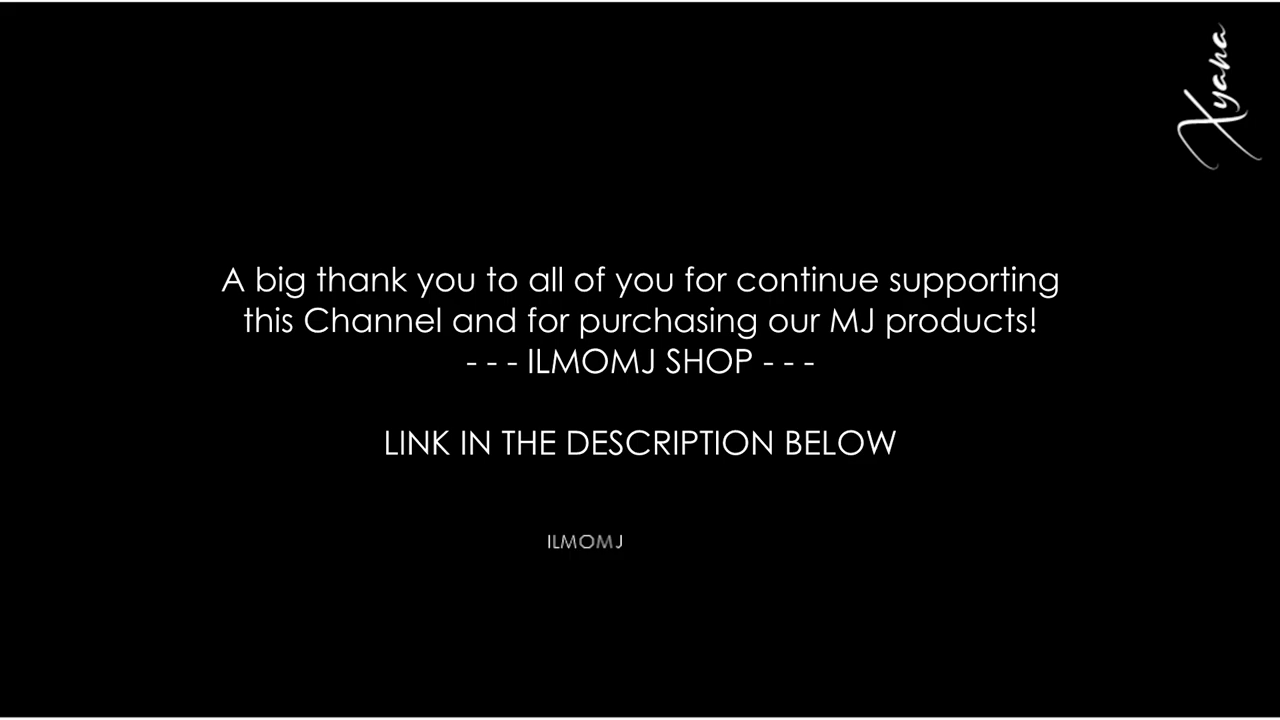 Xyana
A big thank you to all of you for continue supporting
this Channel and for purchasing our MJ products!
- - - ILMOMJ SHOP - - -
LINK IN THE DESCRIPTION BELOW
ILMOMJ